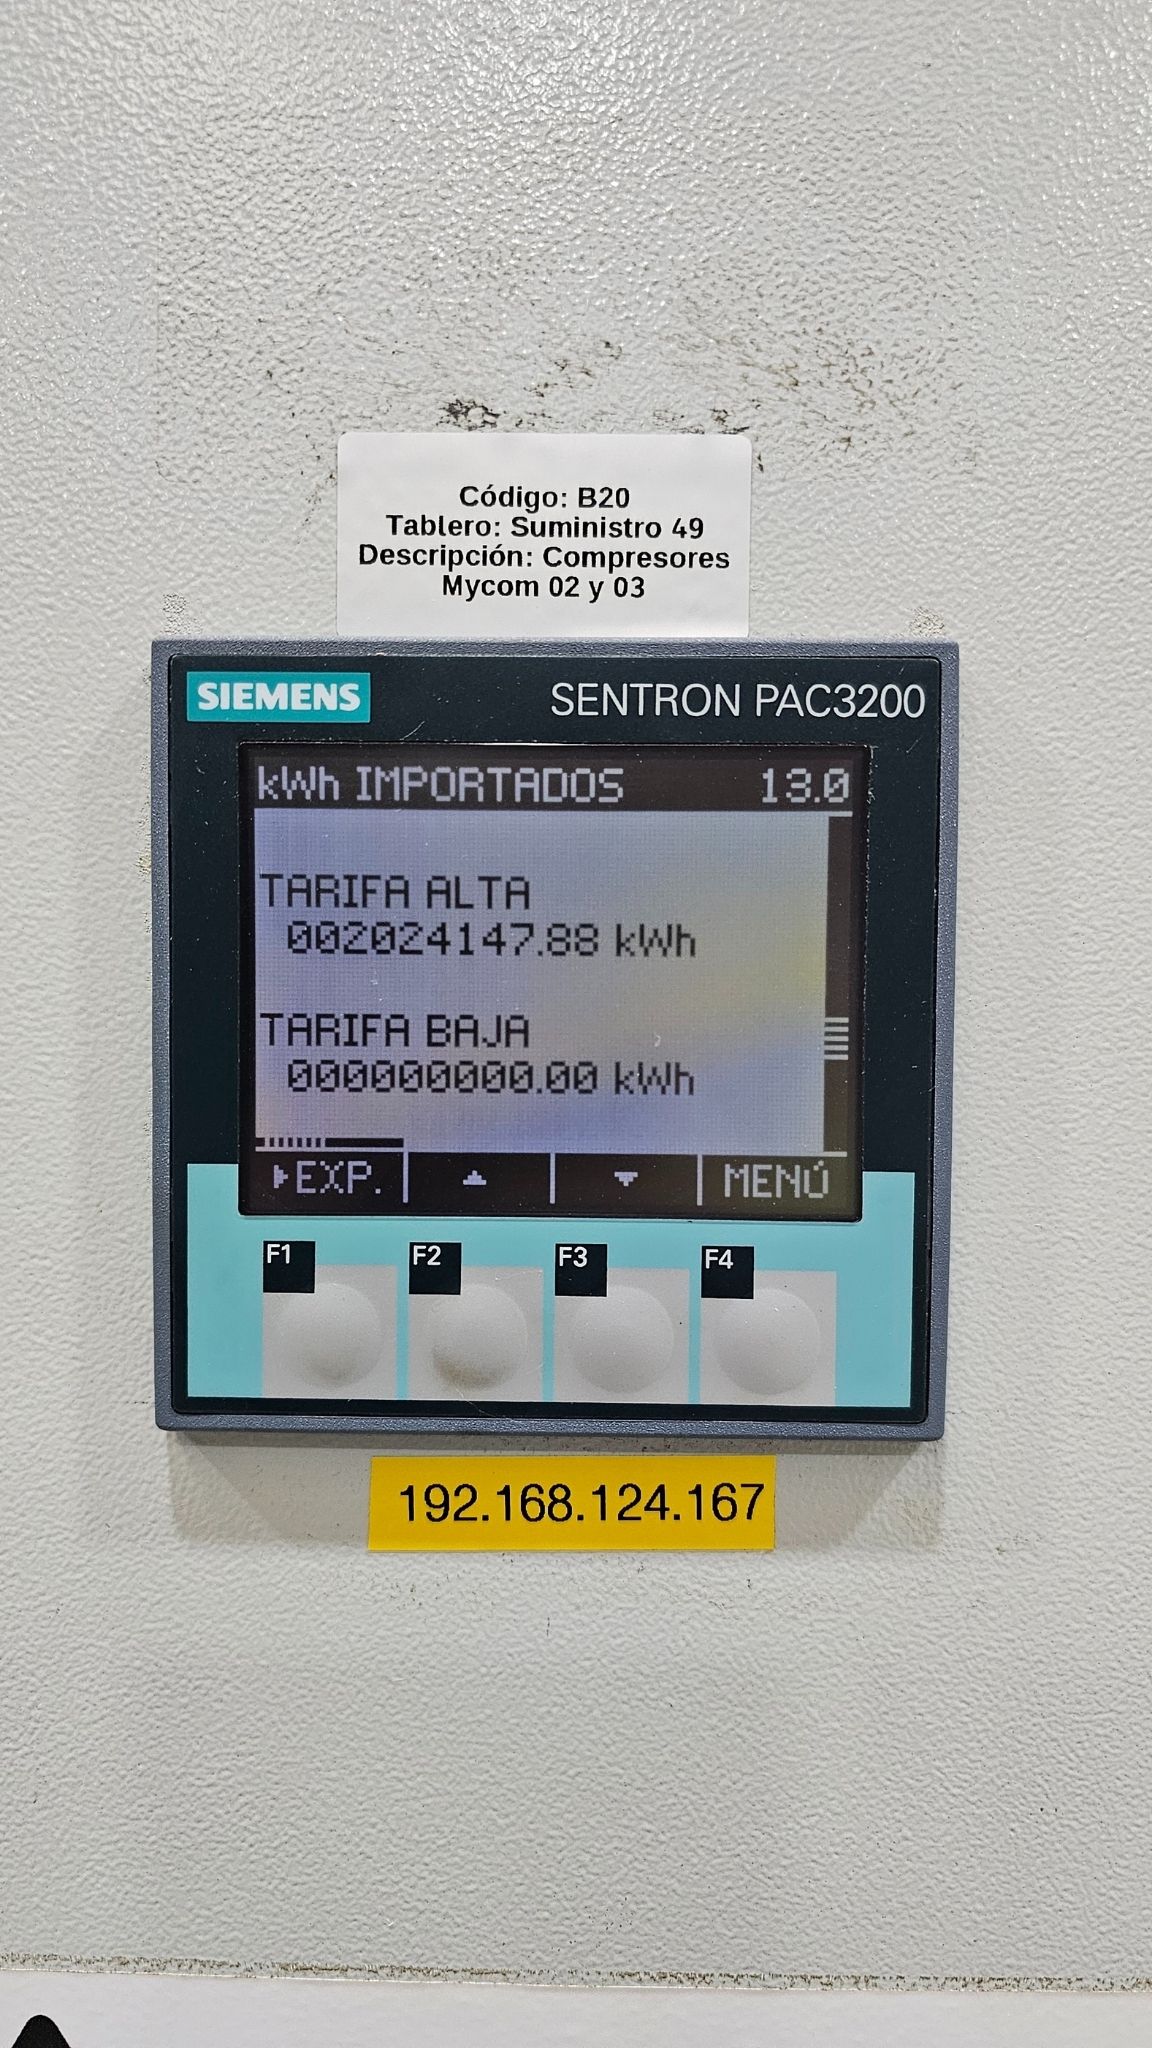 Código: B20
Tablero: Suministro 49
Descripción: Compresores
Mycom 02 y 03
SIEMENS SENTRON PAC3200
kWh IMPORTADOS 13.0
TARIFA ALTA
002024147.88 kWh
TARIFA BAJA
000000000.00 kWh
▸EXP. ▲ ▼ MENÚ
F1 F2 F3 F4
192.168.124.167